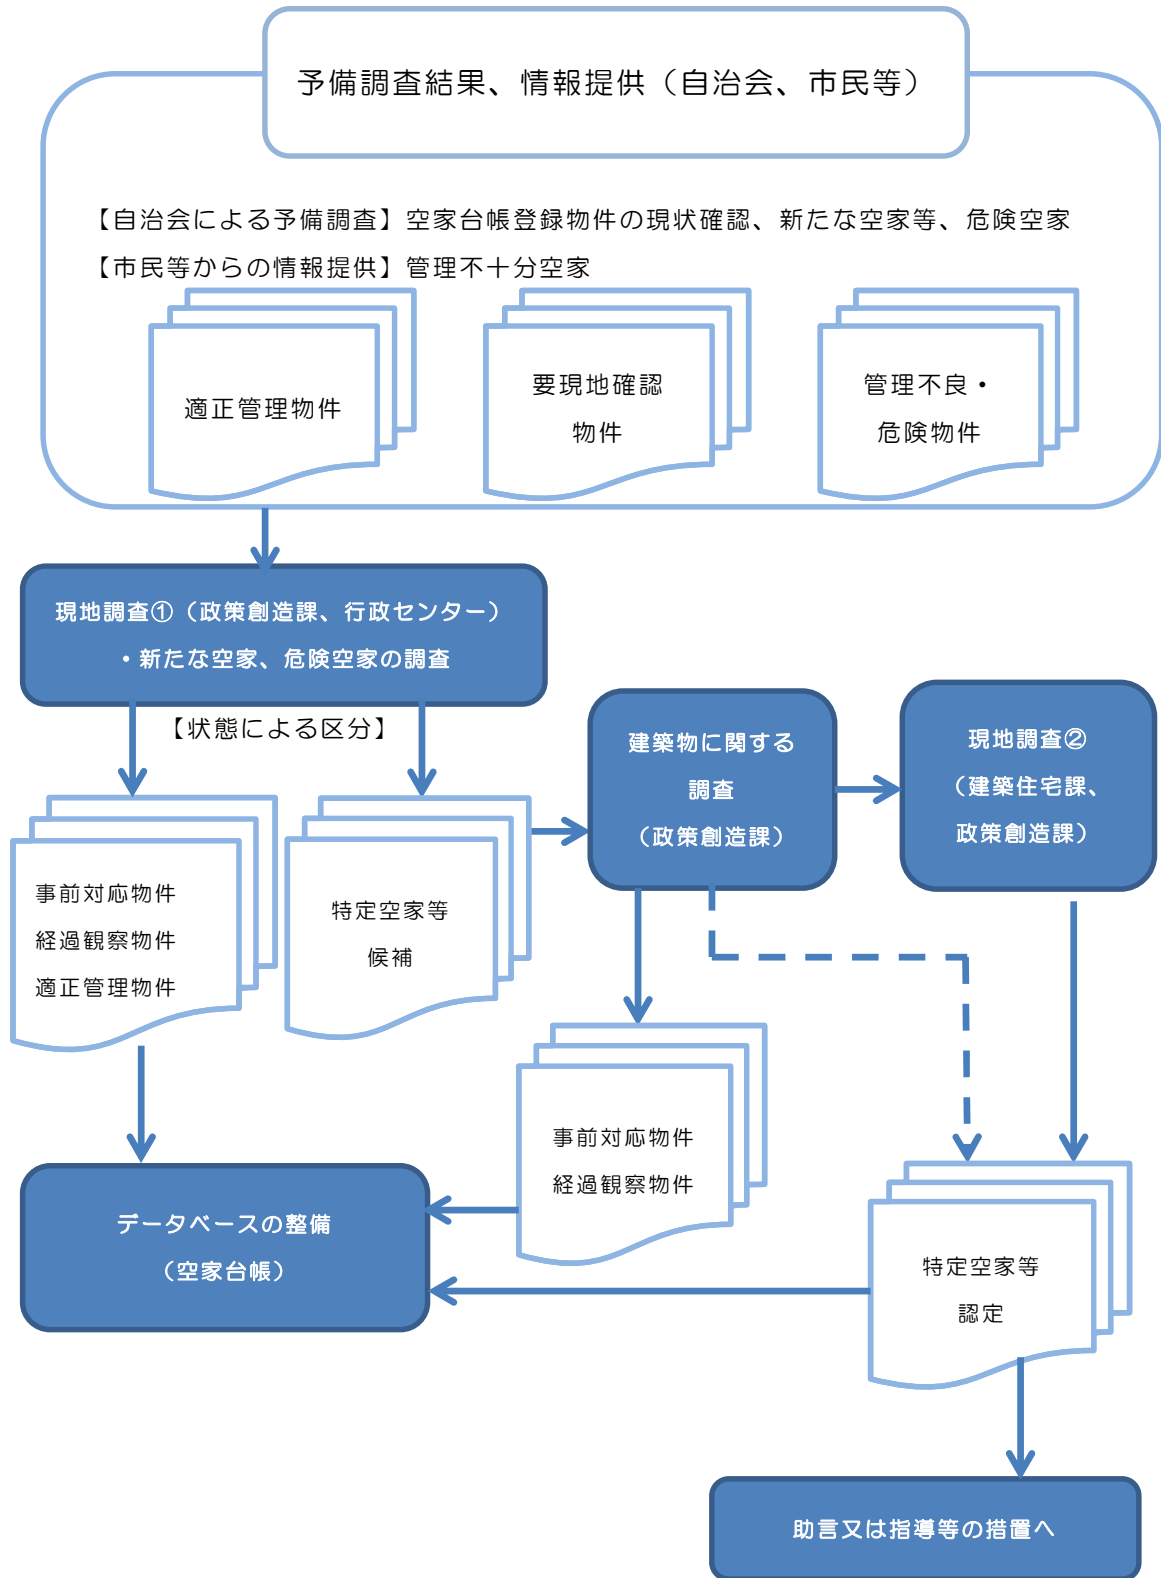 予備調査結果、情報提供（自治会、市民等）
【自治会による予備調査】空家台帳登録物件の現状確認、新たな空家等、危険空家
【市民等からの情報提供】管理不十分空家
適正管理物件
要現地確認
物件
管理不良・
危険物件
現地調査①（政策創造課、行政センター）
・新たな空家、危険空家の調査
【状態による区分】
建築物に関する
調査
（政策創造課）
現地調査②
（建築住宅課、
政策創造課）
事前対応物件
経過観察物件
適正管理物件
特定空家等
候補
事前対応物件
経過観察物件
データベースの整備
（空家台帳）
特定空家等
認定
助言又は指導等の措置へ